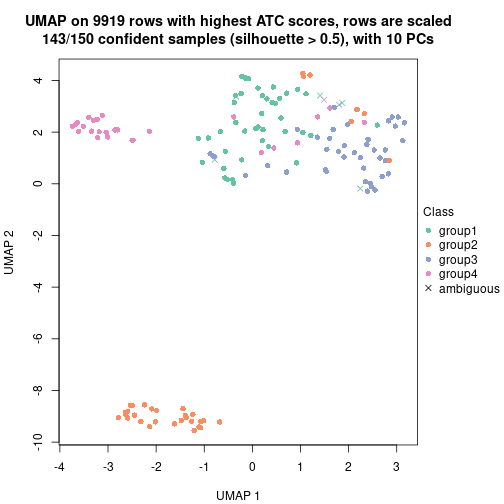 UMAP on 9919 rows with highest ATC scores, rows are scaled
143/150 confident samples (silhouette > 0.5), with 10 PCs
4
2
0
-2
-4
-6
-8
-10
UMAP 2
-4 -3 -2 -1 0 1 2 3
UMAP 1
Class
group1
group2
group3
group4
ambiguous